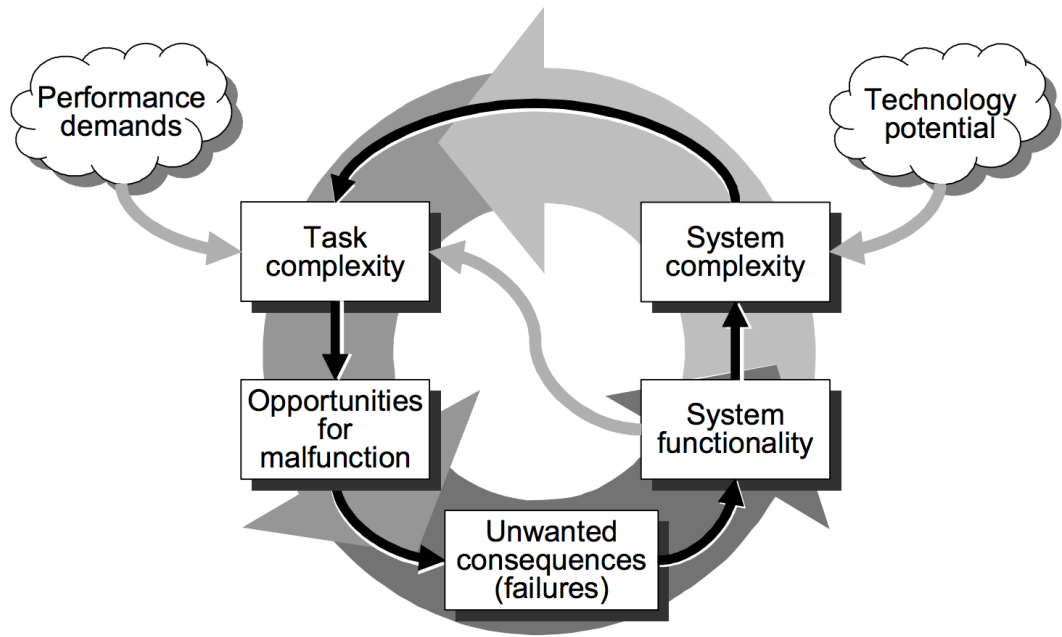 Performance
demands
Technology
potential
Task
complexity
System
complexity
Opportunities
for
malfunction
System
functionality
Unwanted
consequences
(failures)